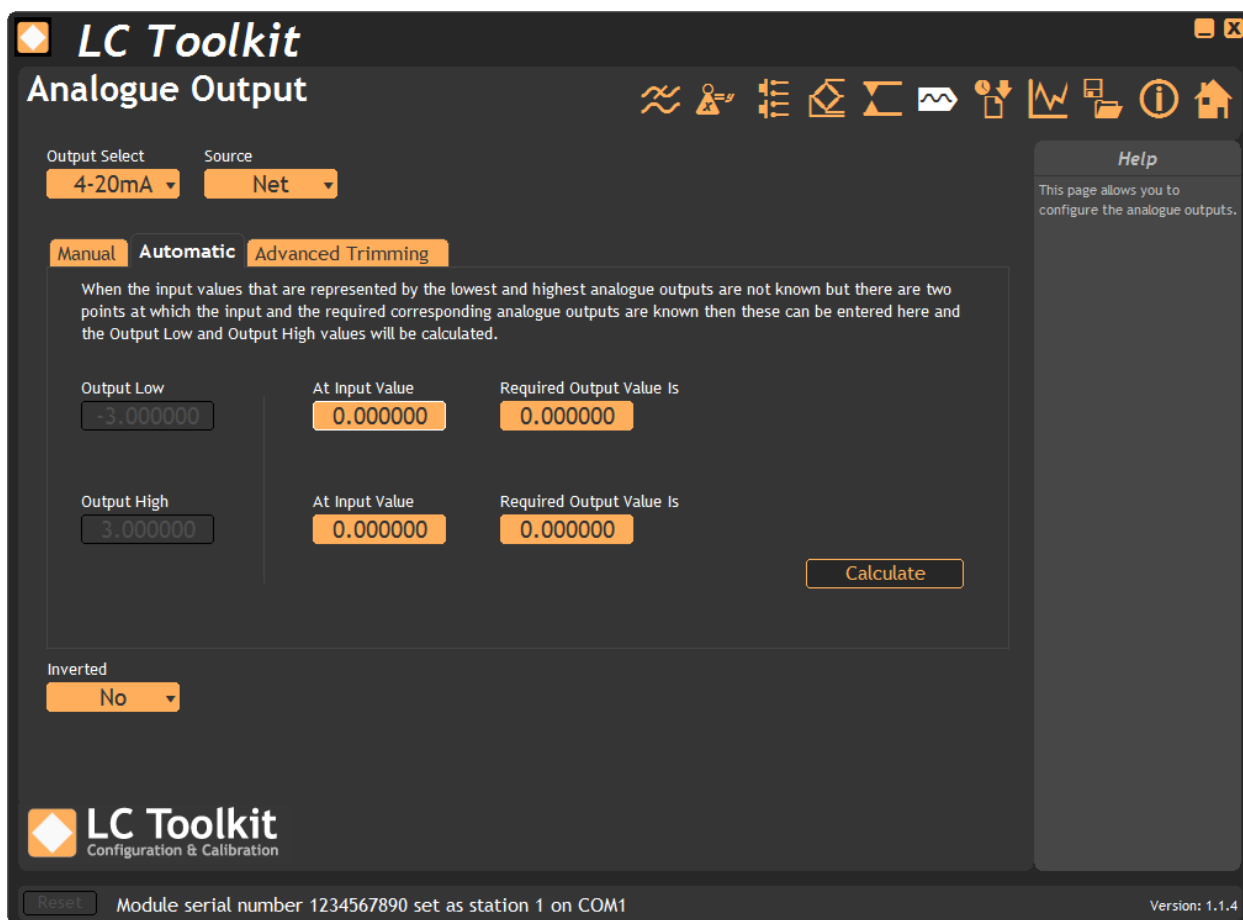 LC Toolkit
Analogue Output
Output Select
Source
4-20mA
Net
Help
This page allows you to
configure the analogue outputs.
Manual
Automatic
Advanced Trimming
When the input values that are represented by the lowest and highest analogue outputs are not known but there are two
points at which the input and the required corresponding analogue outputs are known then these can be entered here and
the Output Low and Output High values will be calculated.
Output Low
At Input Value
Required Output Value Is
-3.000000
0.000000
0.000000
Output High
At Input Value
Required Output Value Is
3.000000
0.000000
0.000000
Calculate
Inverted
No
LC Toolkit
Configuration & Calibration
Reset
Module serial number 1234567890 set as station 1 on COM1
Version: 1.1.4